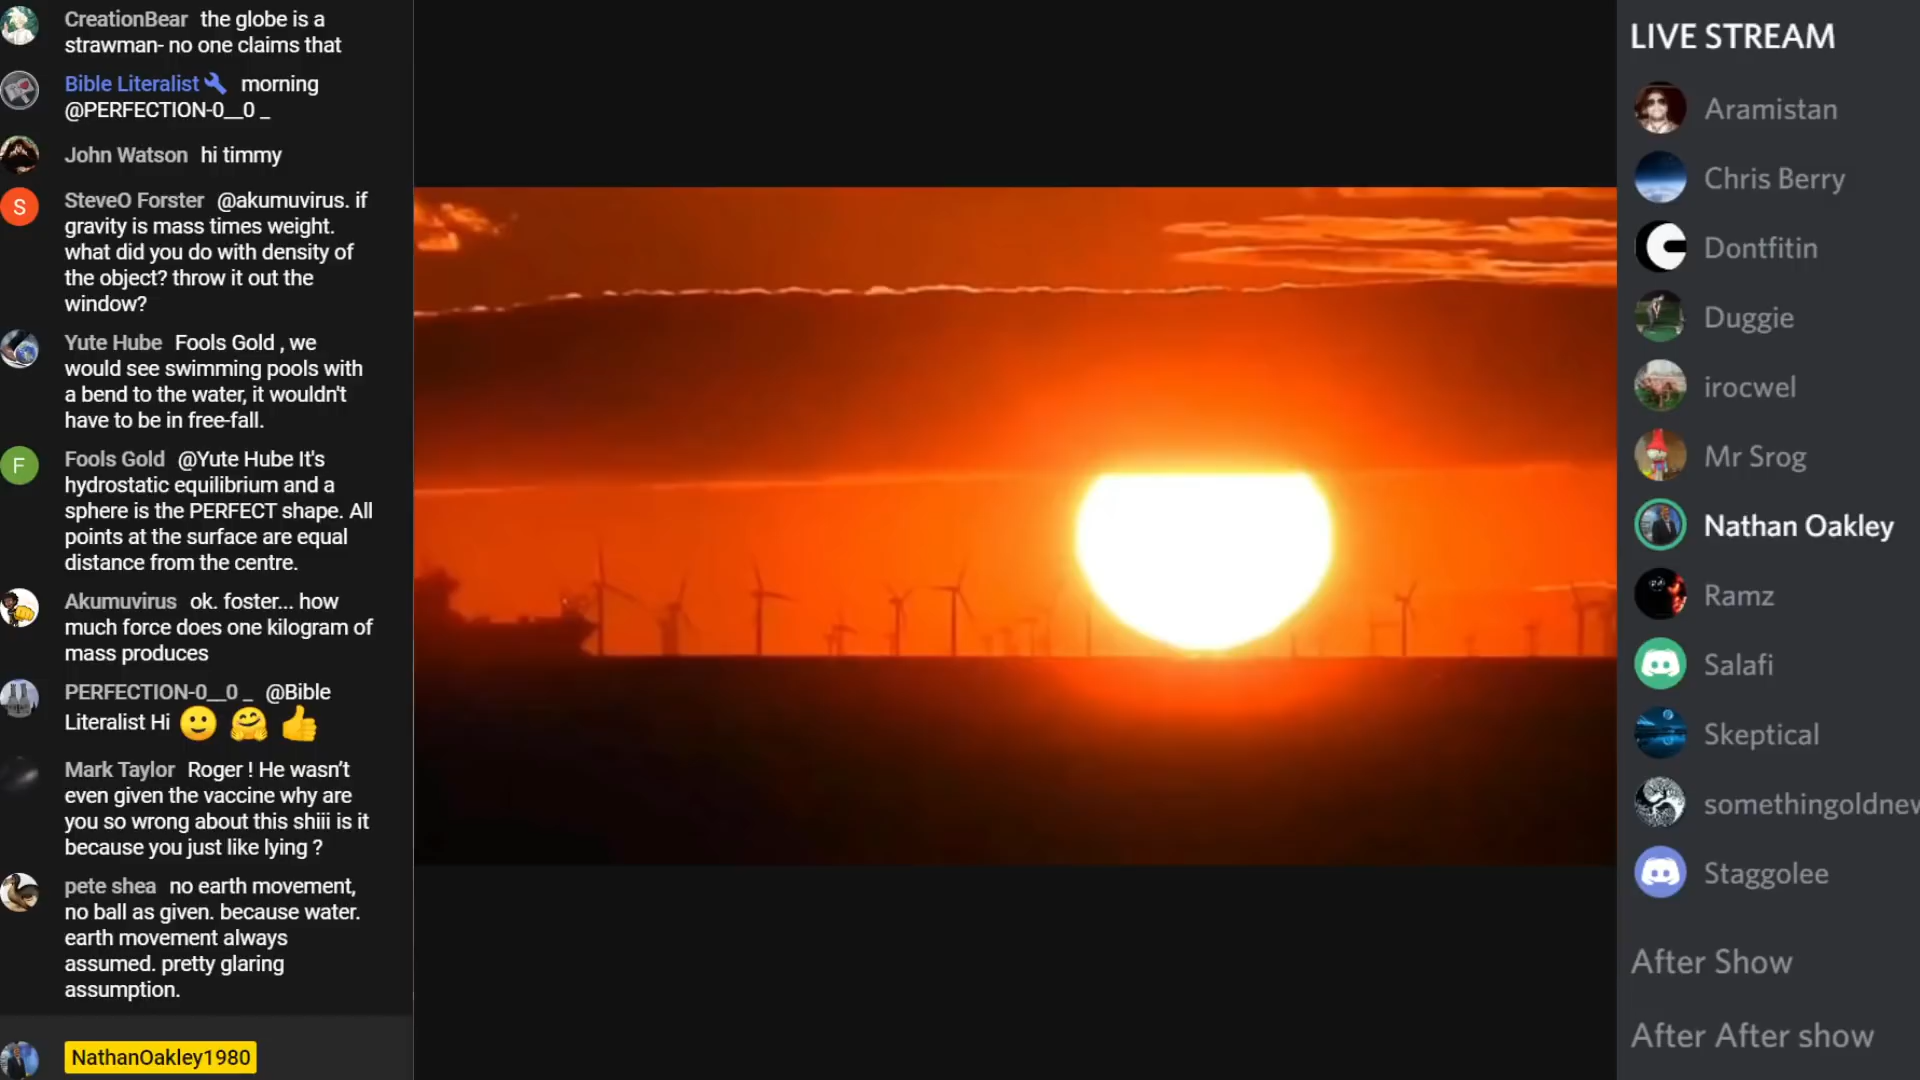 CreationBear the globe is a
strawman- no one claims that
Bible Literalist morning
@PERFECTION-0__0 _
John Watson hi timmy
S
SteveO Forster @akumuvirus. if
gravity is mass times weight.
what did you do with density of
the object? throw it out the
window?
Yute Hube Fools Gold , we
would see swimming pools with
a bend to the water, it wouldn't
have to be in free-fall.
F
Fools Gold @Yute Hube It's
hydrostatic equilibrium and a
sphere is the PERFECT shape. All
points at the surface are equal
distance from the centre.
Akumuvirus ok. foster... how
much force does one kilogram of
mass produces
PERFECTION-0__0 _ @Bible
Literalist Hi 🙂 🤗 👍
Mark Taylor Roger ! He wasn’t
even given the vaccine why are
you so wrong about this shiii is it
because you just like lying ?
pete shea no earth movement,
no ball as given. because water.
earth movement always
assumed. pretty glaring
assumption.
NathanOakley1980
LIVE STREAM
Aramistan
Chris Berry
Dontfitin
Duggie
irocwel
Mr Srog
Nathan Oakley
Ramz
Salafi
Skeptical
somethingoldnew
Staggolee
After Show
After After show